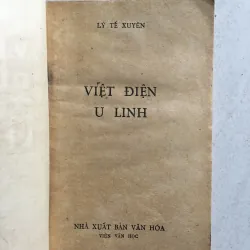 LÝ TẾ XUYÊN
VIỆT ĐIỆN
U LINH
NHÀ XUẤT BẢN VĂN HÓA
VIỆN VĂN HỌC